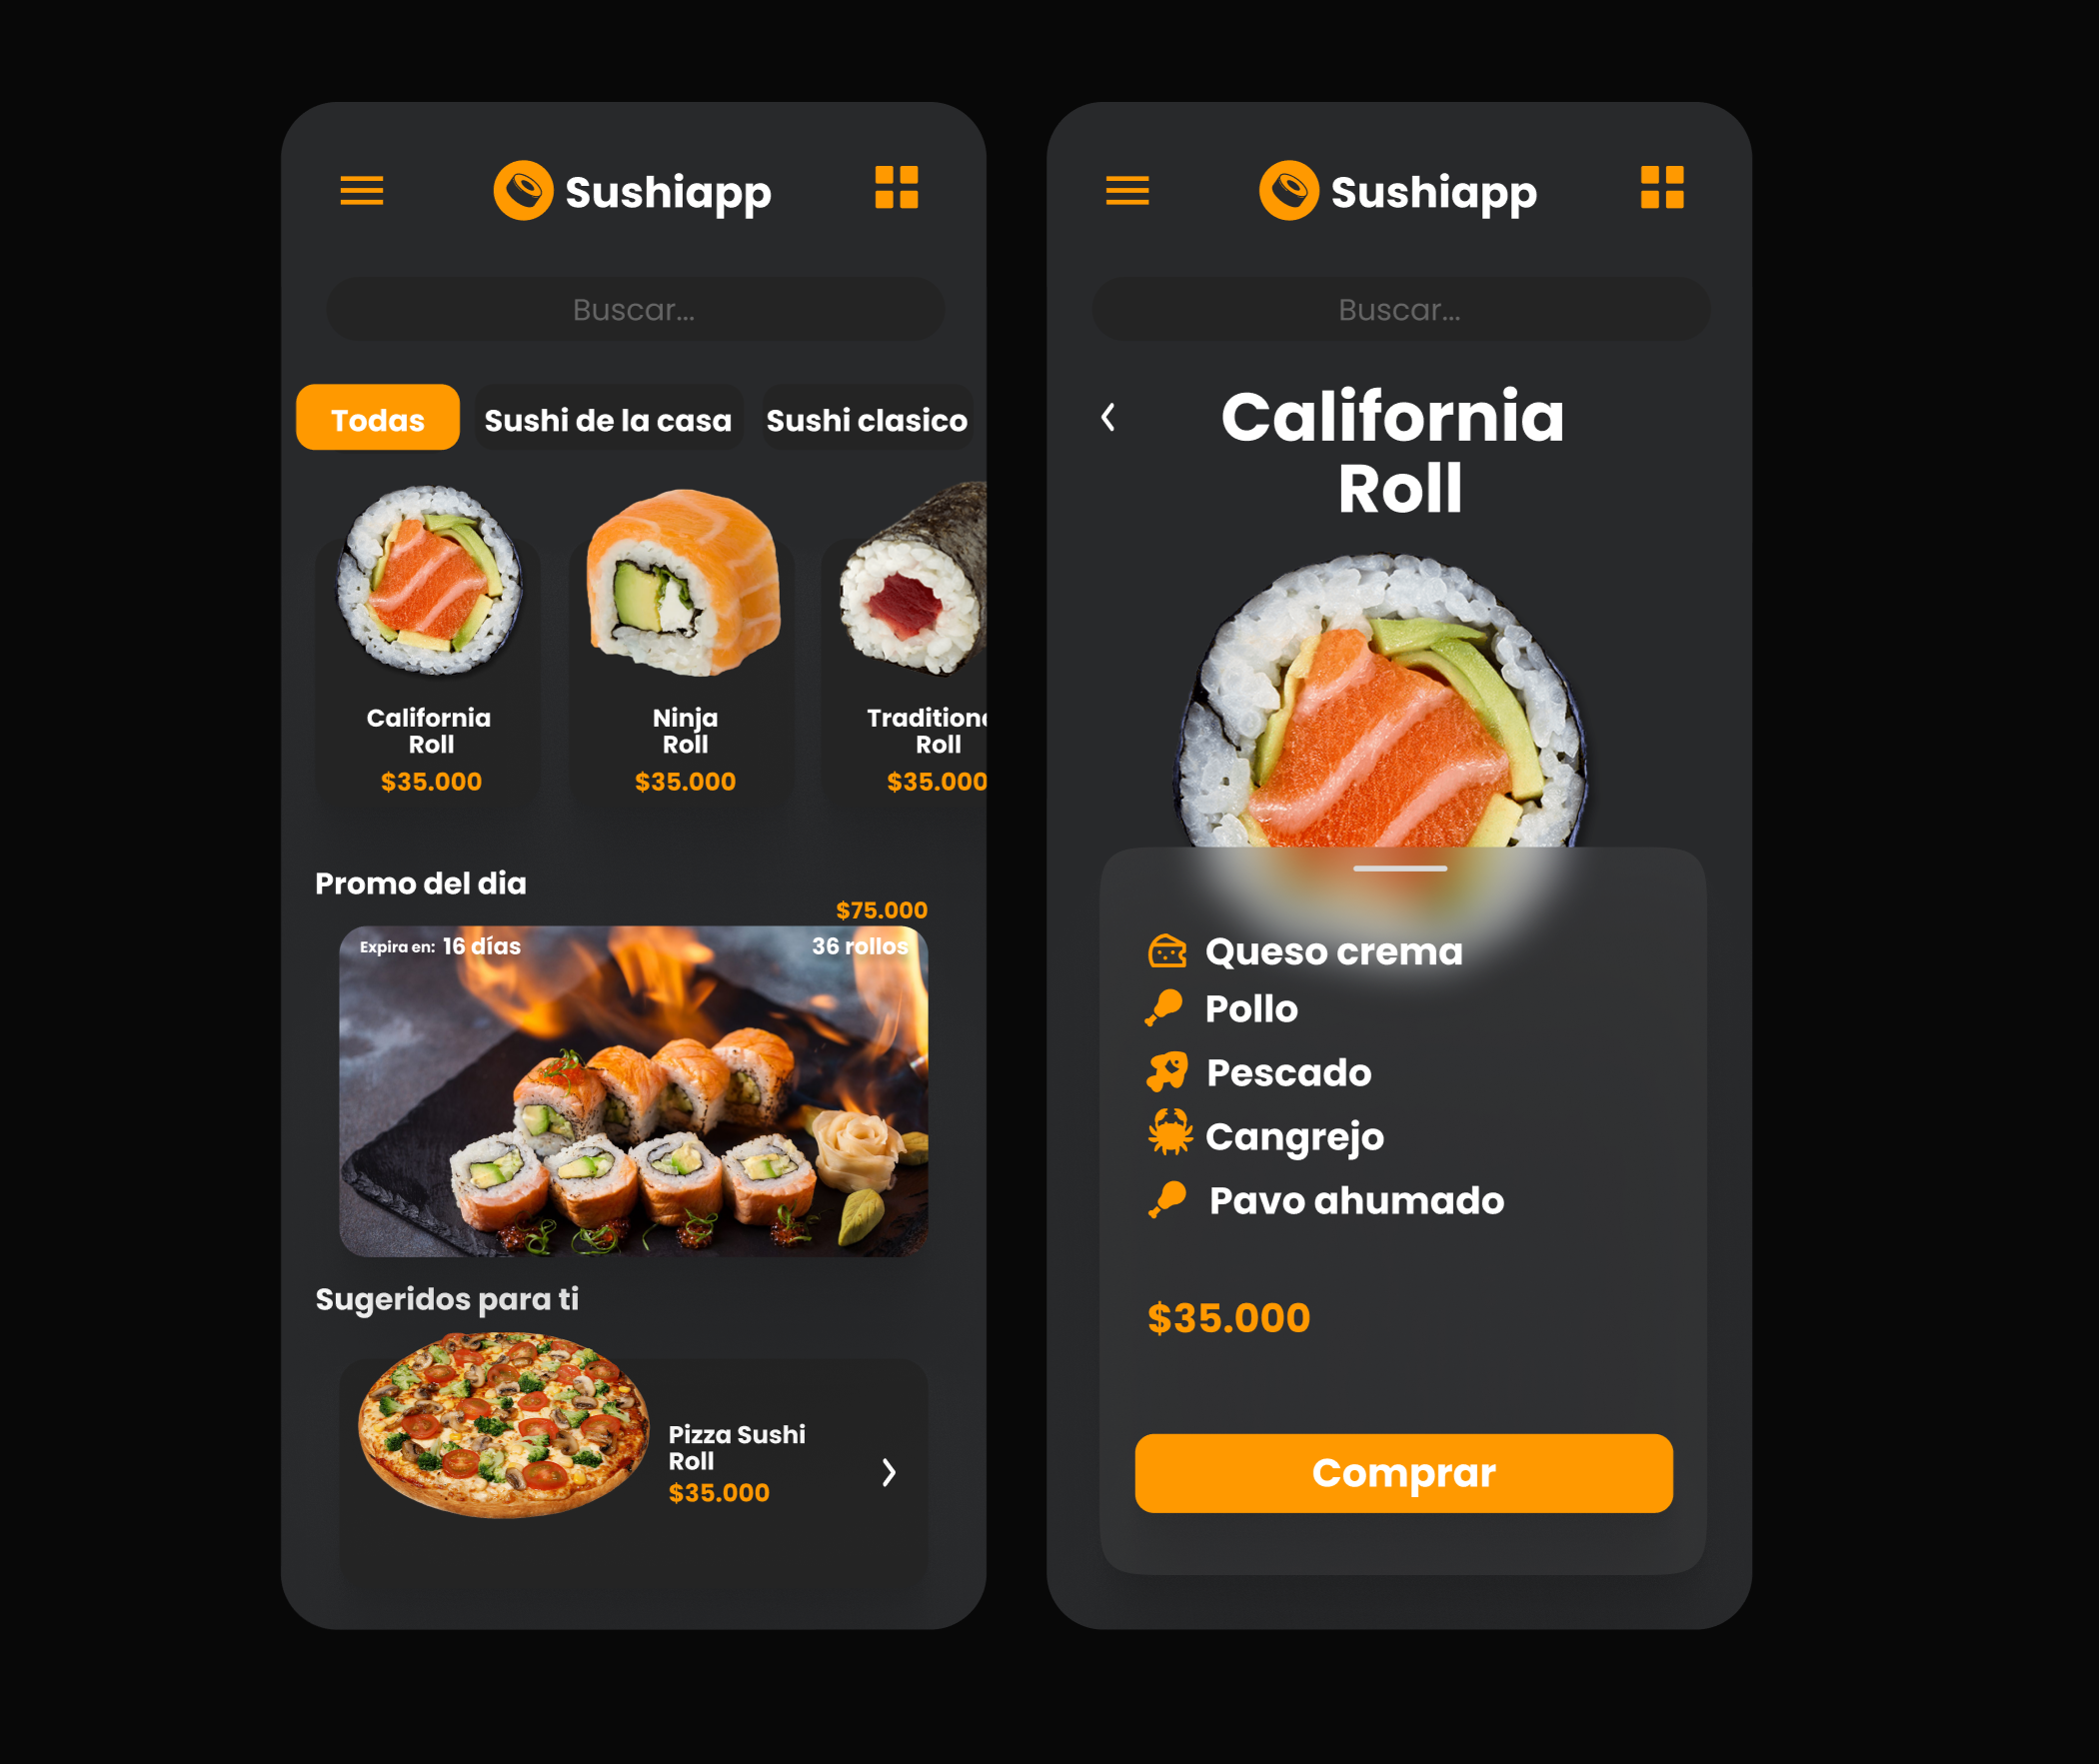 Sushiapp
Buscar...
Todas
Sushi de la casa
Sushi clasico
California
Roll
$35.000
Ninja
Roll
$35.000
Tradition
Roll
$35.000
Promo del dia
$75.000
Expira en: 16 días
36 rollos
Sugeridos para ti
Pizza Sushi
Roll
$35.000
Sushiapp
Buscar...
California
Roll
Queso crema
Pollo
Pescado
Cangrejo
Pavo ahumado
$35.000
Comprar